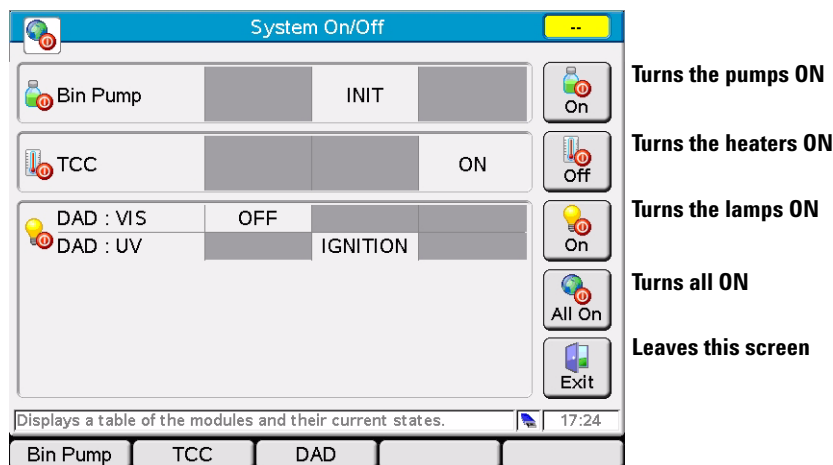 System On/Off
--
Bin Pump INIT
On
Turns the pumps ON
TCC ON
Off
Turns the heaters ON
DAD : VIS OFF
DAD : UV IGNITION
On
Turns the lamps ON
All On
Turns all ON
Exit
Leaves this screen
Displays a table of the modules and their current states.
17:24
Bin Pump TCC DAD